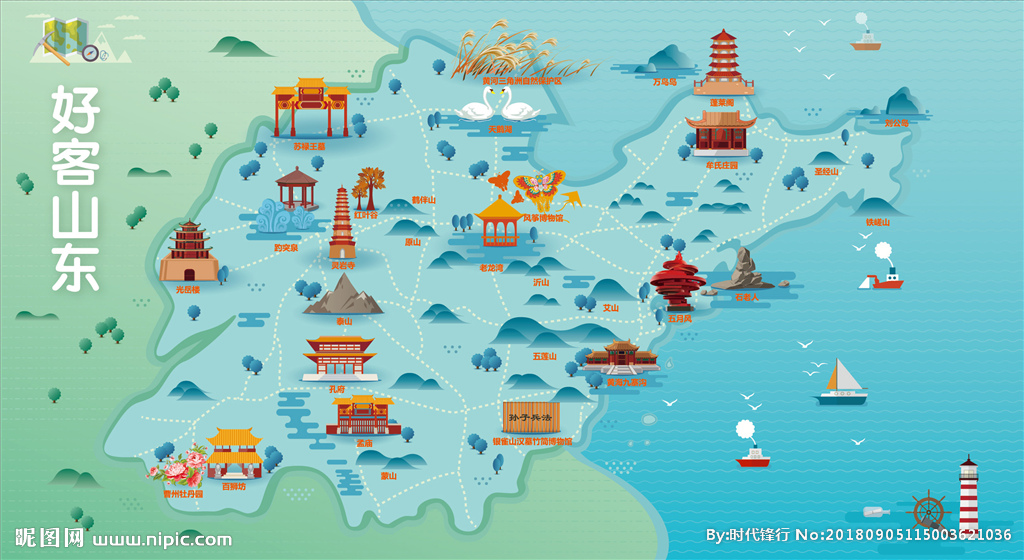 好客山东
黄河三角洲自然保护区
万鸟岛
蓬莱阁
天鹅湖
刘公岛
苏禄王墓
牟氏庄园
圣经山
红叶谷
鹤伴山
风筝博物馆
铁槎山
趵突泉
原山
灵岩寺
老龙湾
光岳楼
沂山
石老人
艾山
五月风
泰山
五莲山
孔府
孙子兵法
银雀山汉墓竹简博物馆
孟庙
蒙山
百狮坊
曹州牡丹园
昵图网 www.nipic.com
By:时代锋行 No:20180905115003621036